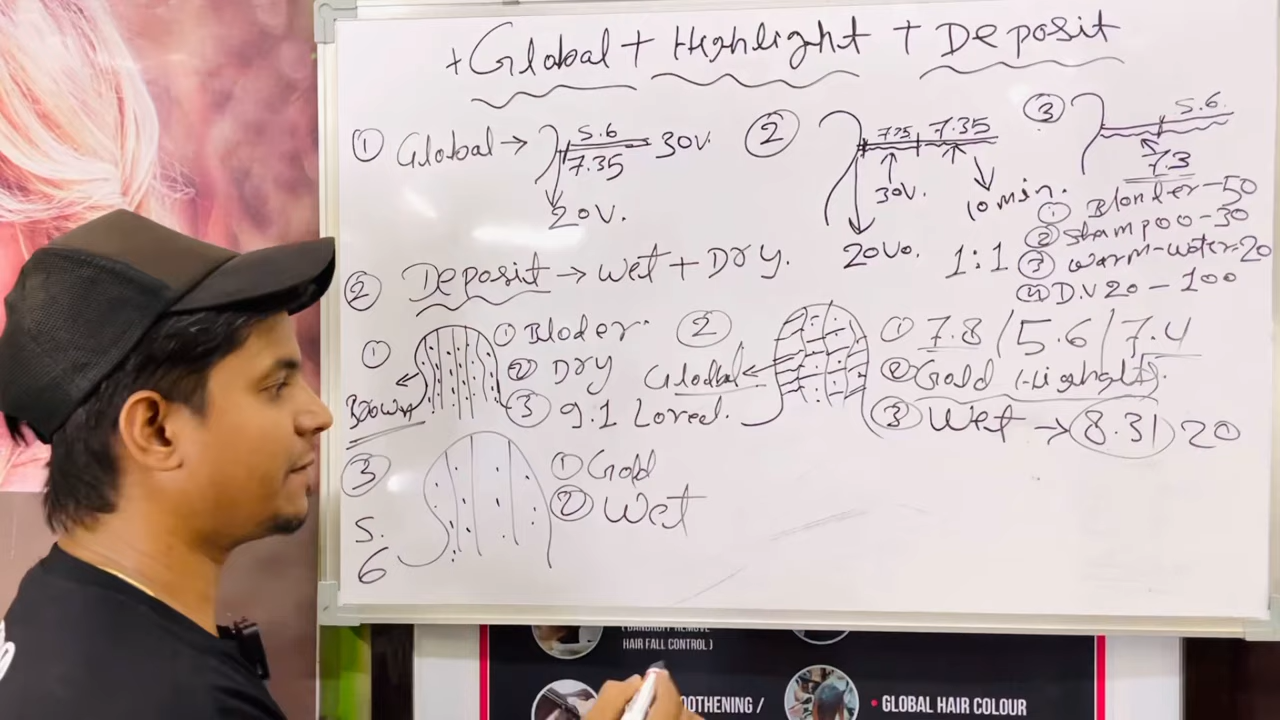 + Global + Highlight + Deposit
① Global → 5.6 30V.
7.35
20V.
② 7.35 7.35
30V. 10 min.
20Vo. 1:1
③ 5.6.
7.3
① Blonder-50
② Shampoo-30
③ warm-water-20
④ D.V 20 - 100
② Deposit → Wet + Dry.
① Brown
① Bloder.
② Dry
③ 9.1 Loreal.
② Glodbal
① 7.8 / 5.6 / 7.4
② Gold Highlight.
③ Wet → 8.31 20
③ 5.
6
① Gold
② Wet
HAIR FALL CONTROL )
OOTHENING /
• GLOBAL HAIR COLOUR